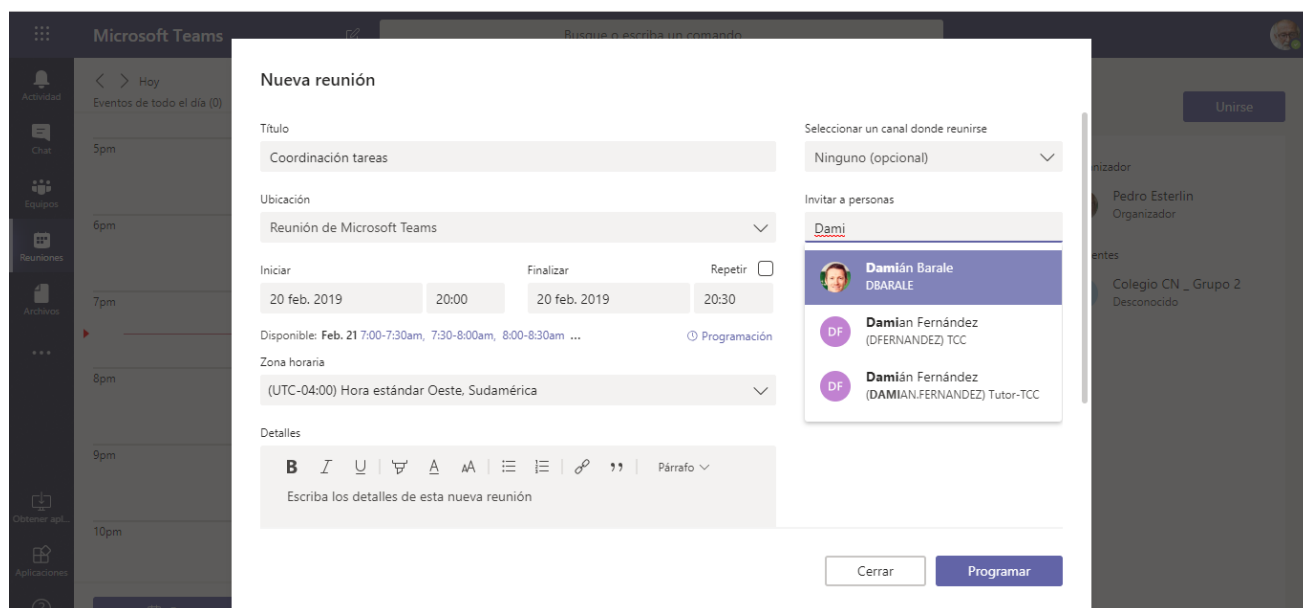 Microsoft Teams
Busque o escriba un comando
Actividad
Chat
Equipos
Reuniones
Archivos
Obtener apl...
Aplicaciones
Hoy
Eventos de todo el día (0)
5pm
6pm
7pm
8pm
9pm
10pm
Nueva reunión
Título
Coordinación tareas
Ubicación
Reunión de Microsoft Teams
Iniciar Finalizar Repetir
20 feb. 2019 20:00 20 feb. 2019 20:30
Disponible: Feb. 21 7:00-7:30am, 7:30-8:00am, 8:00-8:30am ... Programación
Zona horaria
(UTC-04:00) Hora estándar Oeste, Sudamérica
Detalles
B I U A AA Párrafo
Escriba los detalles de esta nueva reunión
Seleccionar un canal donde reunirse
Ninguno (opcional)
Invitar a personas
Dami
Damián Barale
DBARALE
DF Damian Fernández
(DFERNANDEZ) TCC
DF Damián Fernández
(DAMIAN.FERNANDEZ) Tutor-TCC
Cerrar Programar
Unirse
nizador
Pedro Esterlin
Organizador
entes
Colegio CN _ Grupo 2
Desconocido